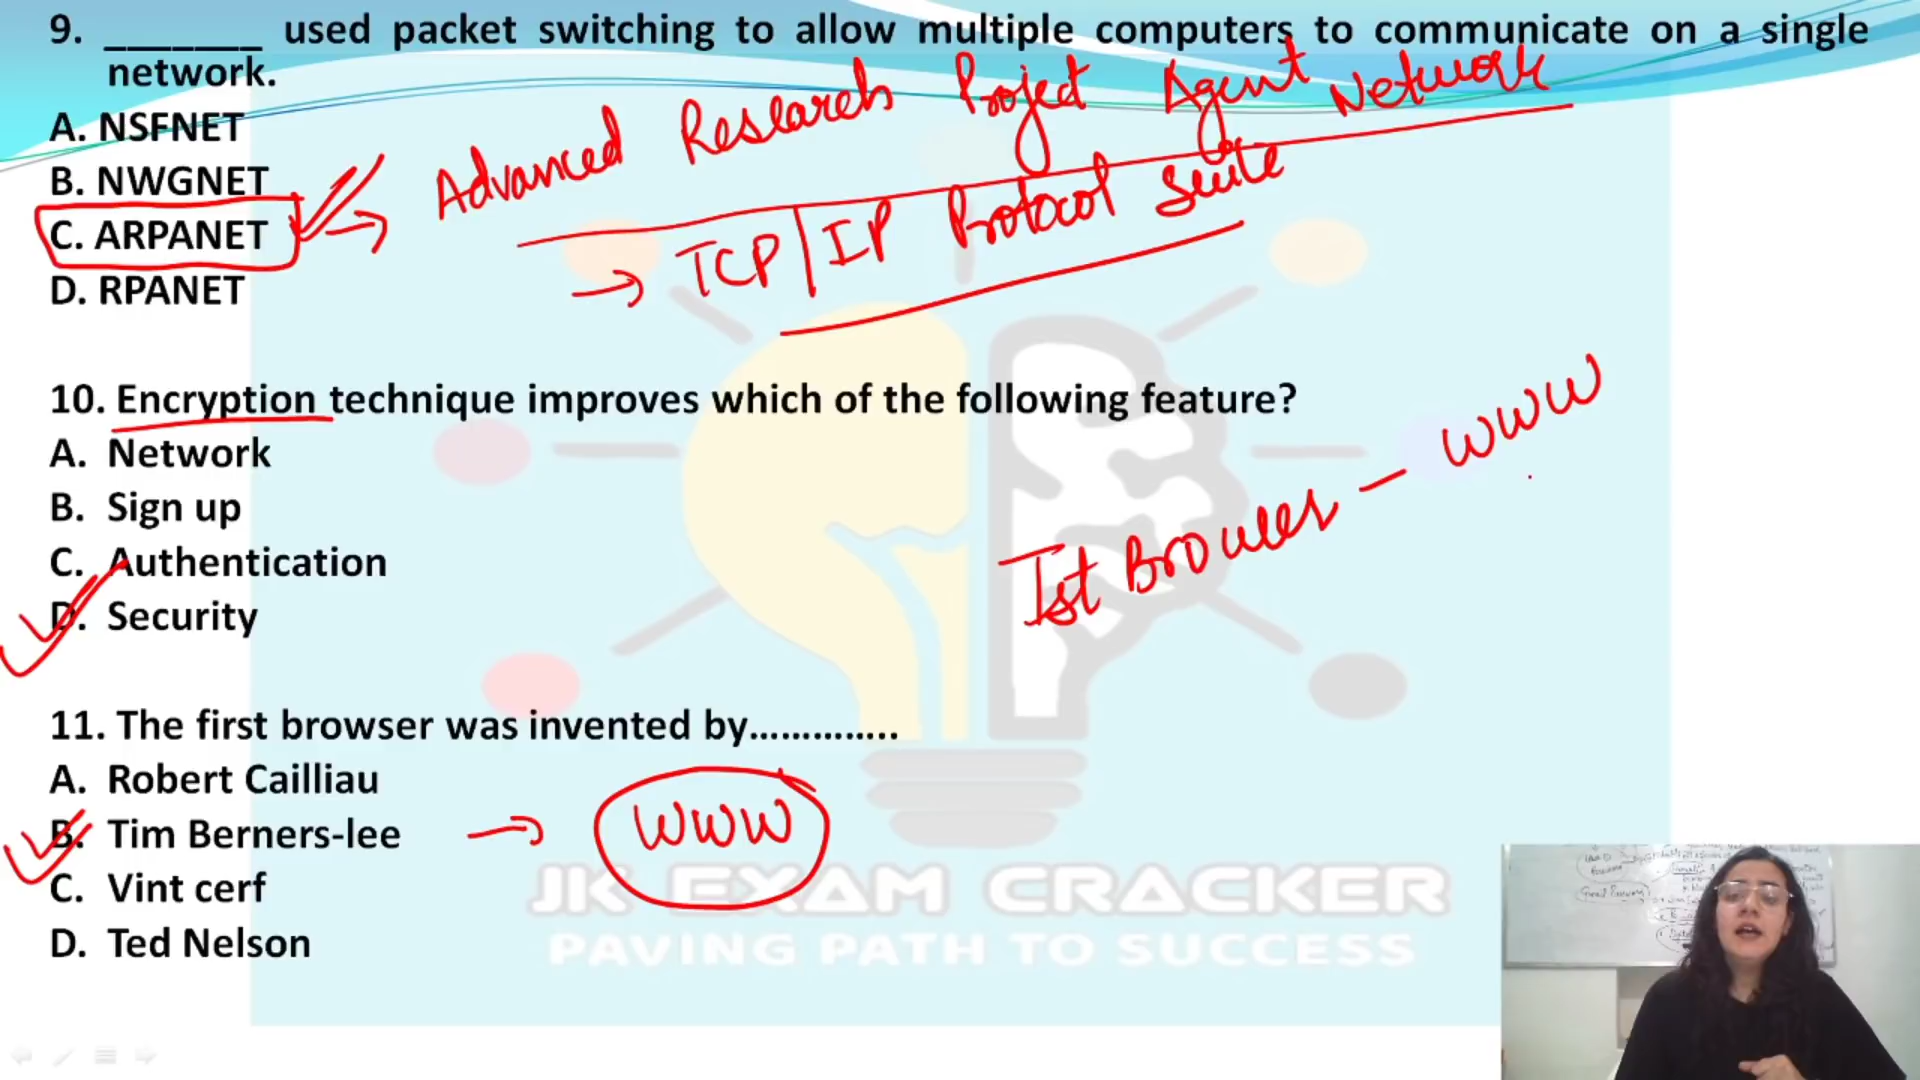 9. _______ used packet switching to allow multiple computers to communicate on a single
network.
A. NSFNET
B. NWGNET
C. ARPANET
D. RPANET
Advanced Research Project Agent Network
TCP/IP Protocol Suite
10. Encryption technique improves which of the following feature?
A. Network
B. Sign up
C. Authentication
D. Security
Ist Browser - WWW
11. The first browser was invented by…………..
A. Robert Cailliau
B. Tim Berners-lee
WWW
C. Vint cerf
D. Ted Nelson
JK EXAM CRACKER
PAVING PATH TO SUCCESS